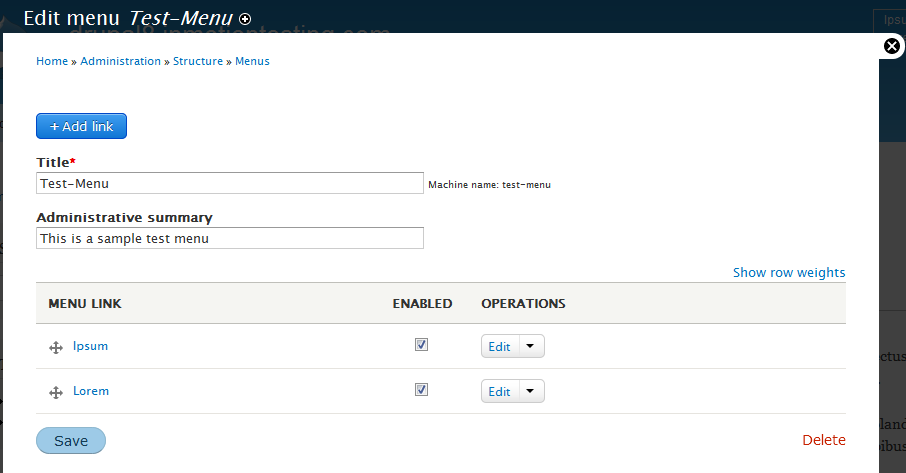 Edit menu Test-Menu
Home » Administration » Structure » Menus
+ Add link
Title*
Test-Menu Machine name: test-menu
Administrative summary
This is a sample test menu
Show row weights
MENU LINK ENABLED OPERATIONS
Ipsum Edit
Lorem Edit
Save Delete